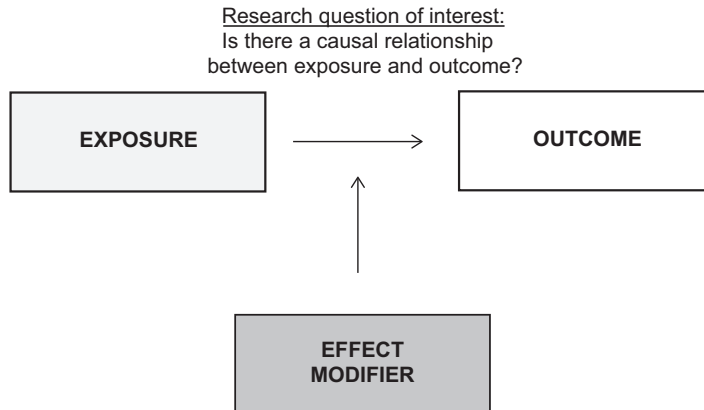 Research question of interest:
Is there a causal relationship
between exposure and outcome?
EXPOSURE
OUTCOME
EFFECT
MODIFIER